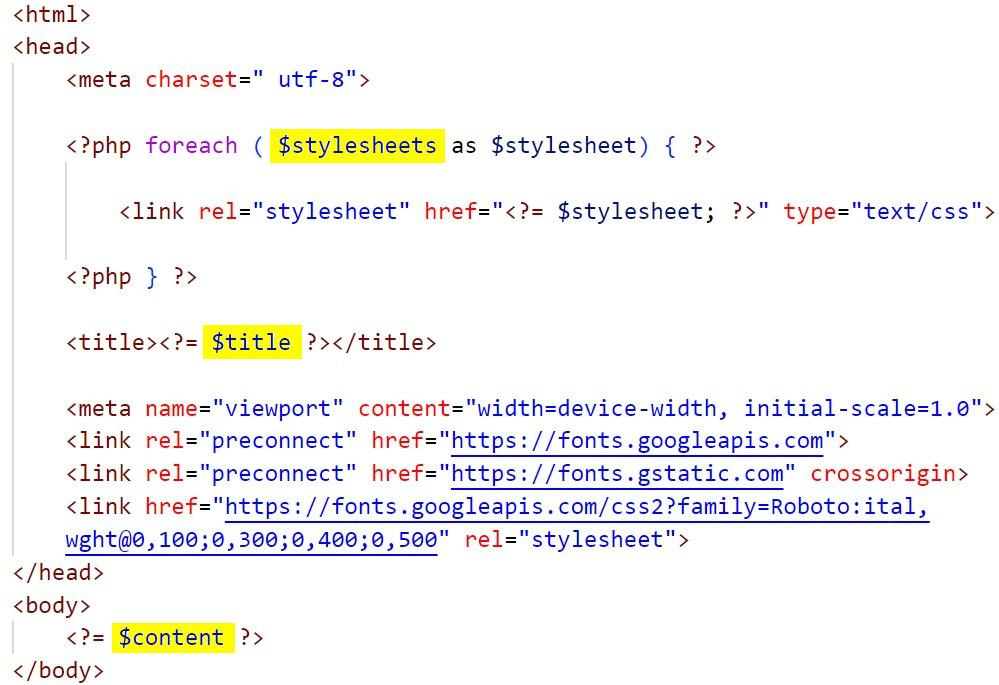 <html>
<head>
<meta charset=" utf-8">
<?php foreach ( $stylesheets as $stylesheet) { ?>
<link rel="stylesheet" href="<?= $stylesheet; ?>" type="text/css">
<?php } ?>
<title><?= $title ?></title>
<meta name="viewport" content="width=device-width, initial-scale=1.0">
<link rel="preconnect" href="https://fonts.googleapis.com">
<link rel="preconnect" href="https://fonts.gstatic.com" crossorigin>
<link href="https://fonts.googleapis.com/css2?family=Roboto:ital,
wght@0,100;0,300;0,400;0,500" rel="stylesheet">
</head>
<body>
<?= $content ?>
</body>